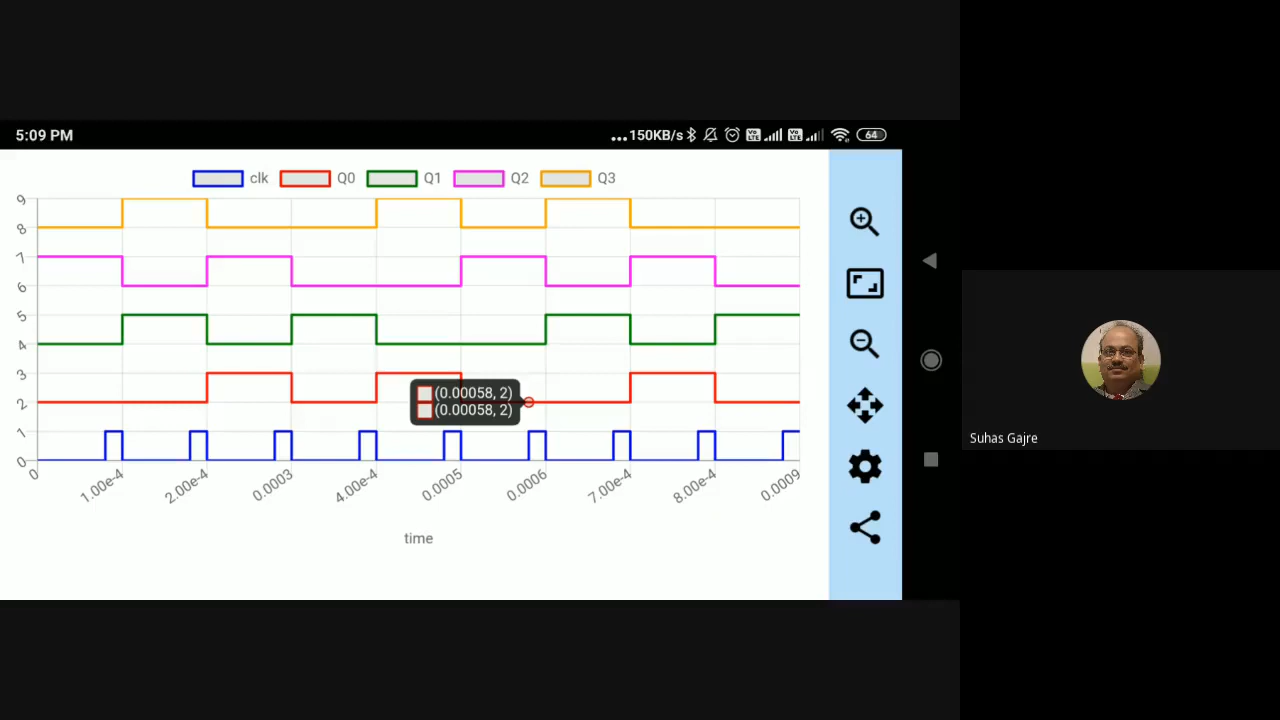 5:09 PM
...150KB/s
64
clk Q0 Q1 Q2 Q3
9
8
7
6
5
4
3
2
1
0
(0.00058, 2)
(0.00058, 2)
0 1.00e-4 2.00e-4 0.0003 4.00e-4 0.0005 0.0006 7.00e-4 8.00e-4 0.0009
time
Suhas Gajre